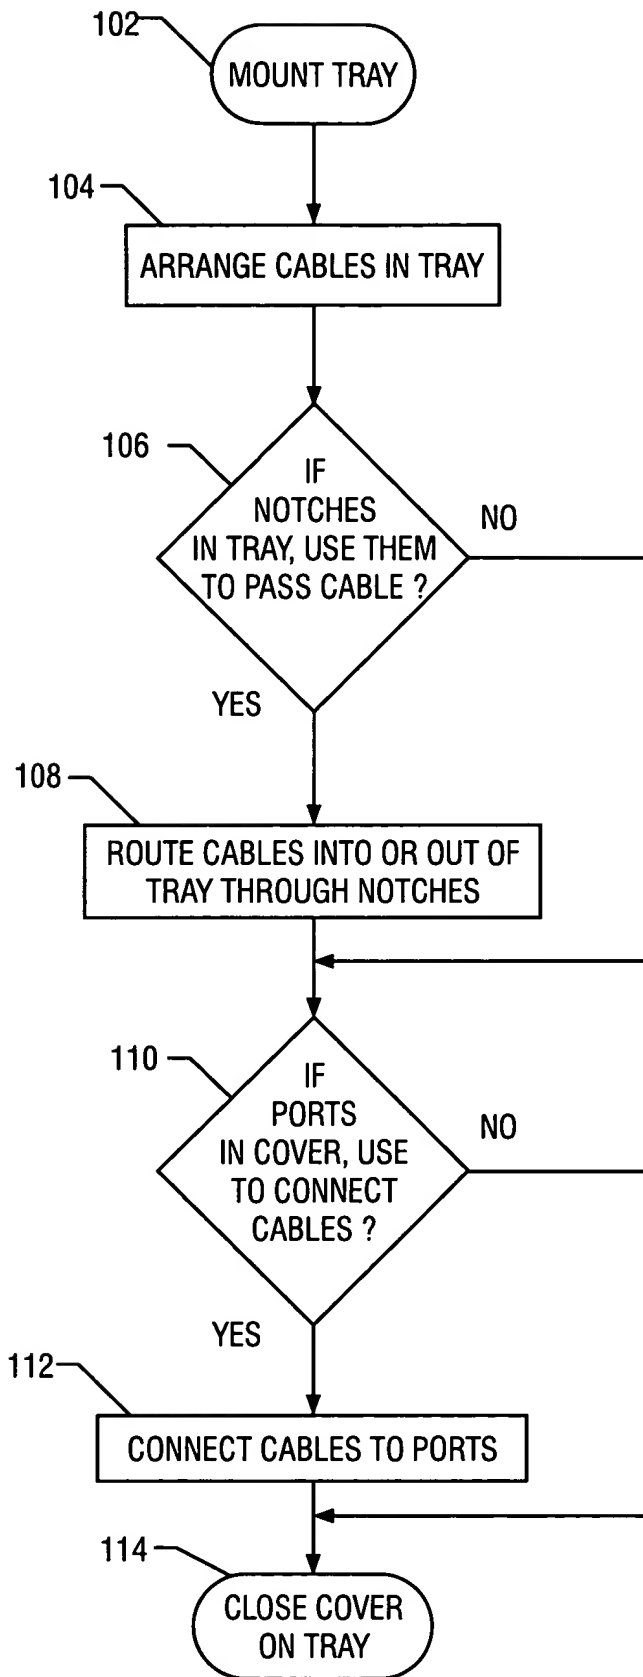 102
MOUNT TRAY
104
ARRANGE CABLES IN TRAY
106
IF
NOTCHES
IN TRAY, USE THEM
TO PASS CABLE ?
NO
YES
108
ROUTE CABLES INTO OR OUT OF
TRAY THROUGH NOTCHES
110
IF
PORTS
IN COVER, USE
TO CONNECT
CABLES ?
NO
YES
112
CONNECT CABLES TO PORTS
114
CLOSE COVER
ON TRAY